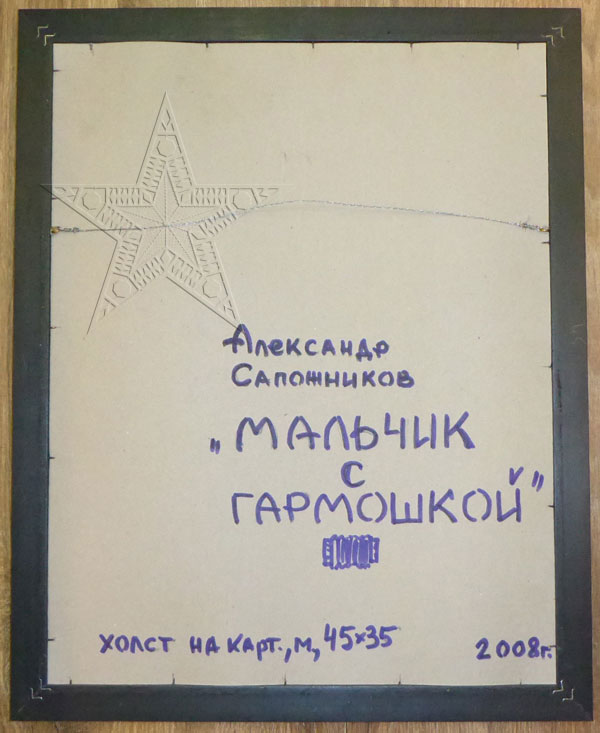 Александр
Сапожников
„МАЛЬЧИК
С
ГАРМОШКОЙ”
ХОЛСТ НА КАРТ., М, 45×35
2008г.